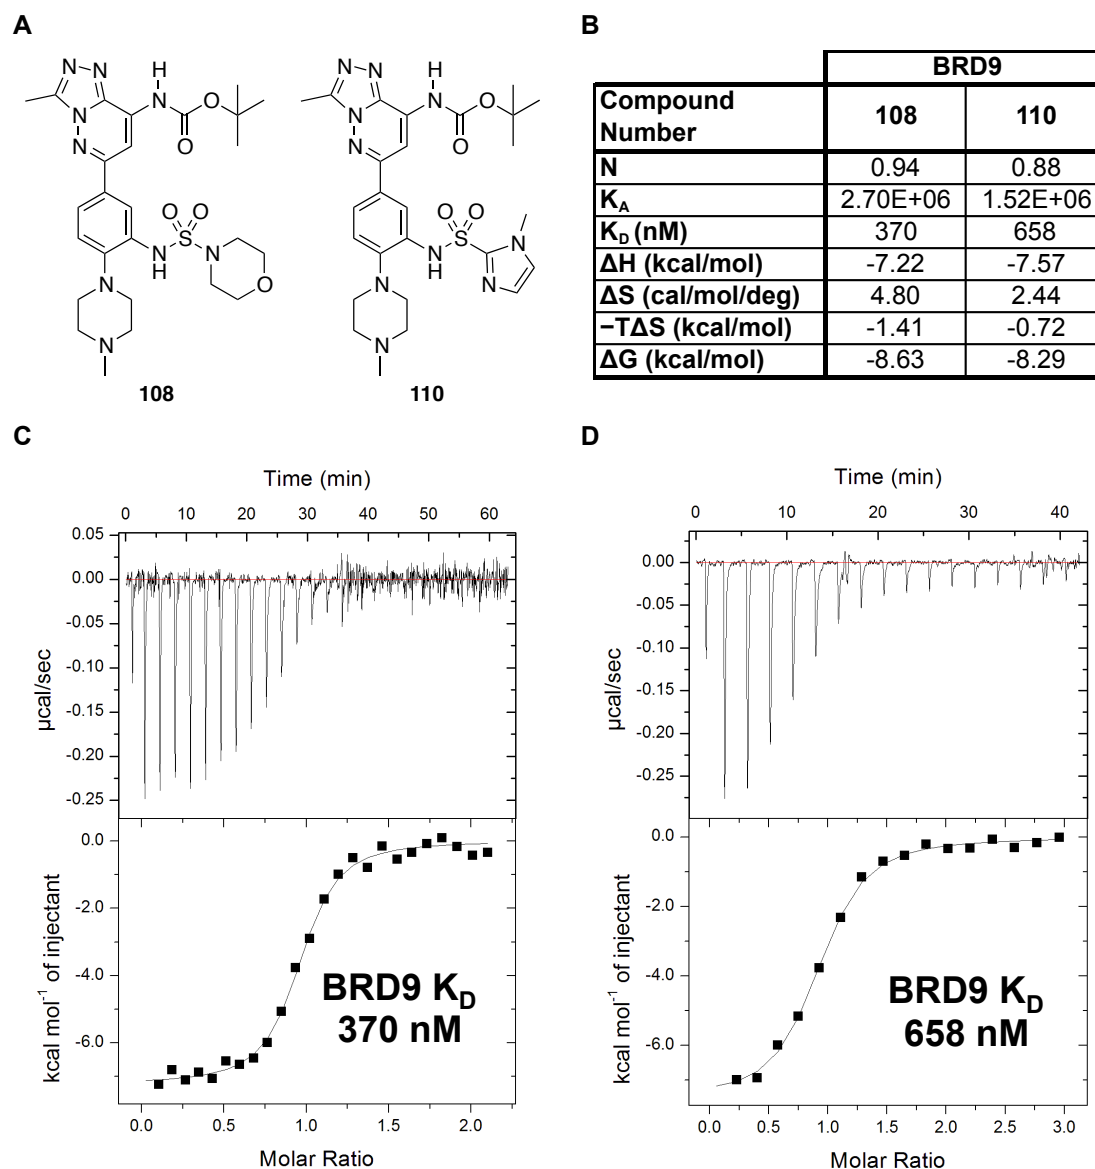 A
N N
H
N
O
H₃C
N
N
O
N N
H
N
O
H₃C
N
N
O
O O
S
N
H
N
O
N
N
108
O O
S
N
H
N
N
N
N
110
B
BRD9
Compound Number 108 110
N 0.94 0.88
K_A 2.70E+06 1.52E+06
K_D (nM) 370 658
ΔH (kcal/mol) -7.22 -7.57
ΔS (cal/mol/deg) 4.80 2.44
−TΔS (kcal/mol) -1.41 -0.72
ΔG (kcal/mol) -8.63 -8.29
C
Time (min)
0 10 20 30 40 50 60
0.05
0.00
-0.05
-0.10
-0.15
-0.20
-0.25
µcal/sec
0.0
-2.0
-4.0
-6.0
kcal mol⁻¹ of injectant
BRD9 K_D
370 nM
0.0 0.5 1.0 1.5 2.0
Molar Ratio
D
Time (min)
0 10 20 30 40
0.00
-0.05
-0.10
-0.15
-0.20
-0.25
µcal/sec
0.0
-2.0
-4.0
-6.0
kcal mol⁻¹ of injectant
BRD9 K_D
658 nM
0.0 0.5 1.0 1.5 2.0 2.5 3.0
Molar Ratio